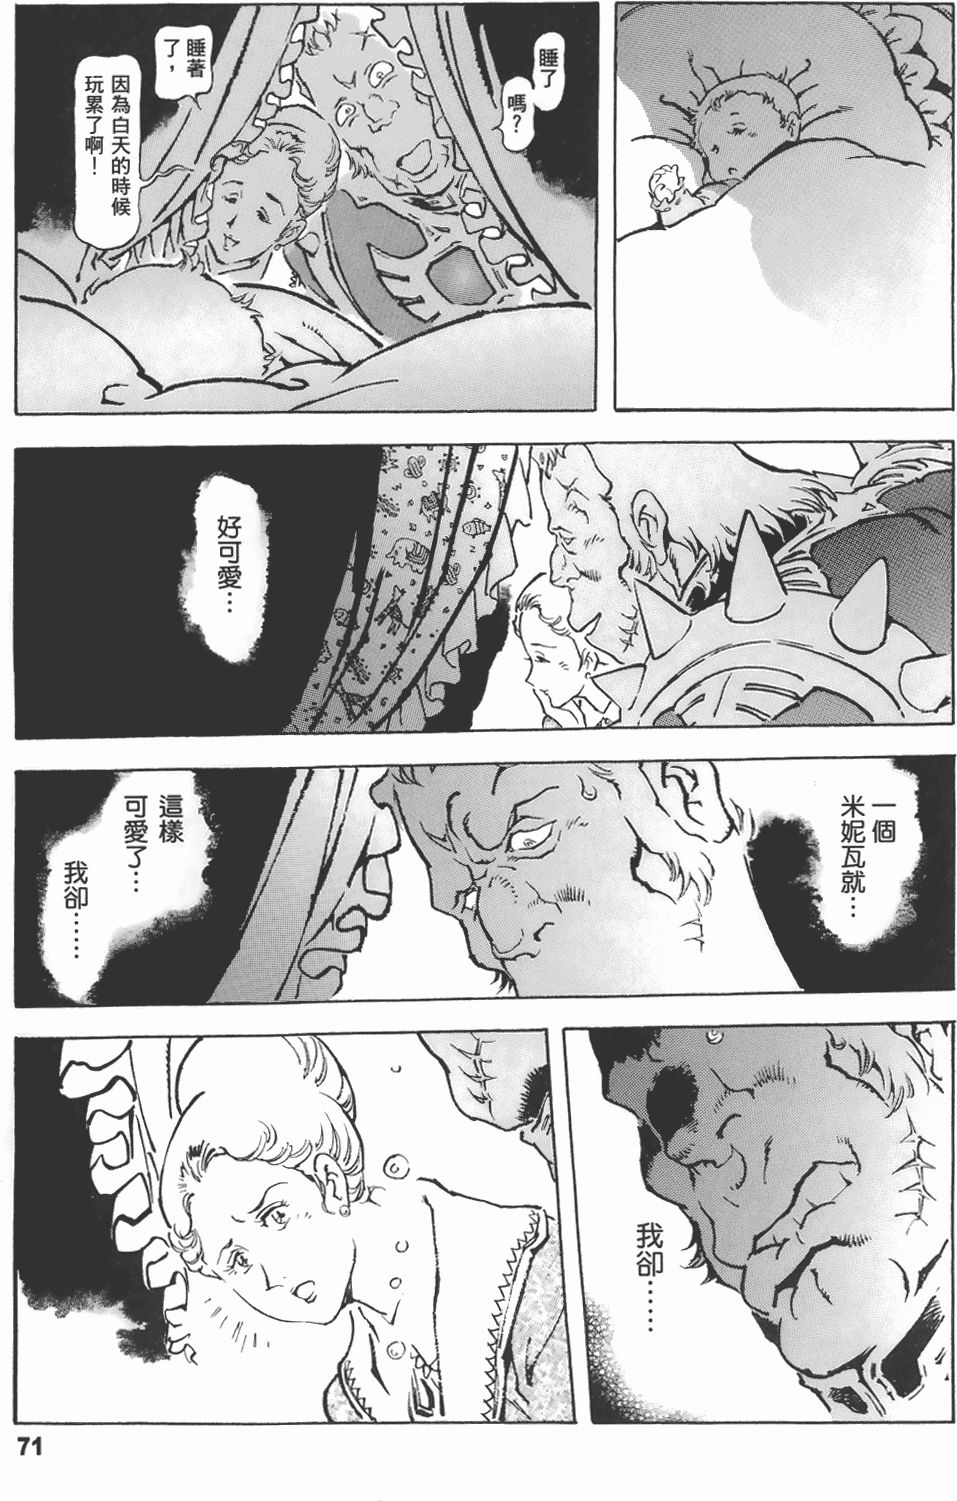 睡了
嗎？
睡著
了，
因為白天的時候
玩累了啊！
好可愛…
一個
米妮瓦就…
這樣
可愛了…
我卻……
我卻……
71